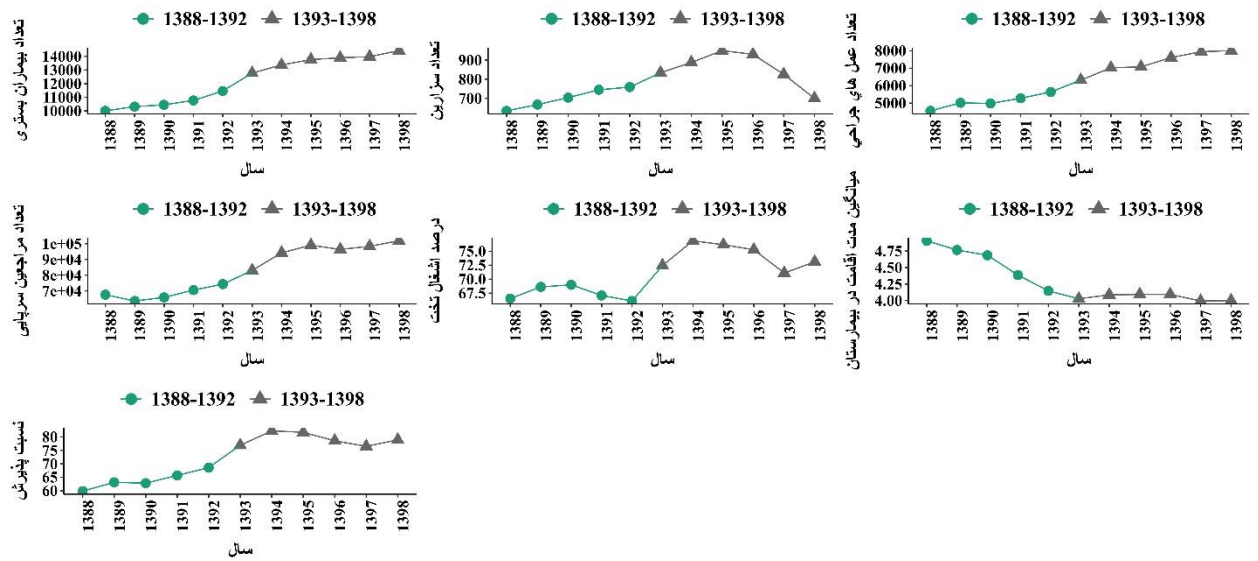 1388-1392 1393-1398
تعداد بیماران بستری
14000
13000
12000
11000
10000
1388 1389 1390 1391 1392 1393 1394 1395 1396 1397 1398
سال
1388-1392 1393-1398
تعداد سزارین
900
800
700
1388 1389 1390 1391 1392 1393 1394 1395 1396 1397 1398
سال
1388-1392 1393-1398
تعداد عمل هاي جراحي
8000
7000
6000
5000
1388 1389 1390 1391 1392 1393 1394 1395 1396 1397 1398
سال
1388-1392 1393-1398
تعداد مراجعین سرپایی
1e+05
9e+04
8e+04
7e+04
1388 1389 1390 1391 1392 1393 1394 1395 1396 1397 1398
سال
1388-1392 1393-1398
درصد اشغال تخت
75.0
72.5
70.0
67.5
1388 1389 1390 1391 1392 1393 1394 1395 1396 1397 1398
سال
1388-1392 1393-1398
میانگین مدت اقامت در بیمارستان
4.75
4.50
4.25
4.00
1388 1389 1390 1391 1392 1393 1394 1395 1396 1397 1398
سال
1388-1392 1393-1398
نسبت پذیرش
80
75
70
65
60
1388 1389 1390 1391 1392 1393 1394 1395 1396 1397 1398
سال